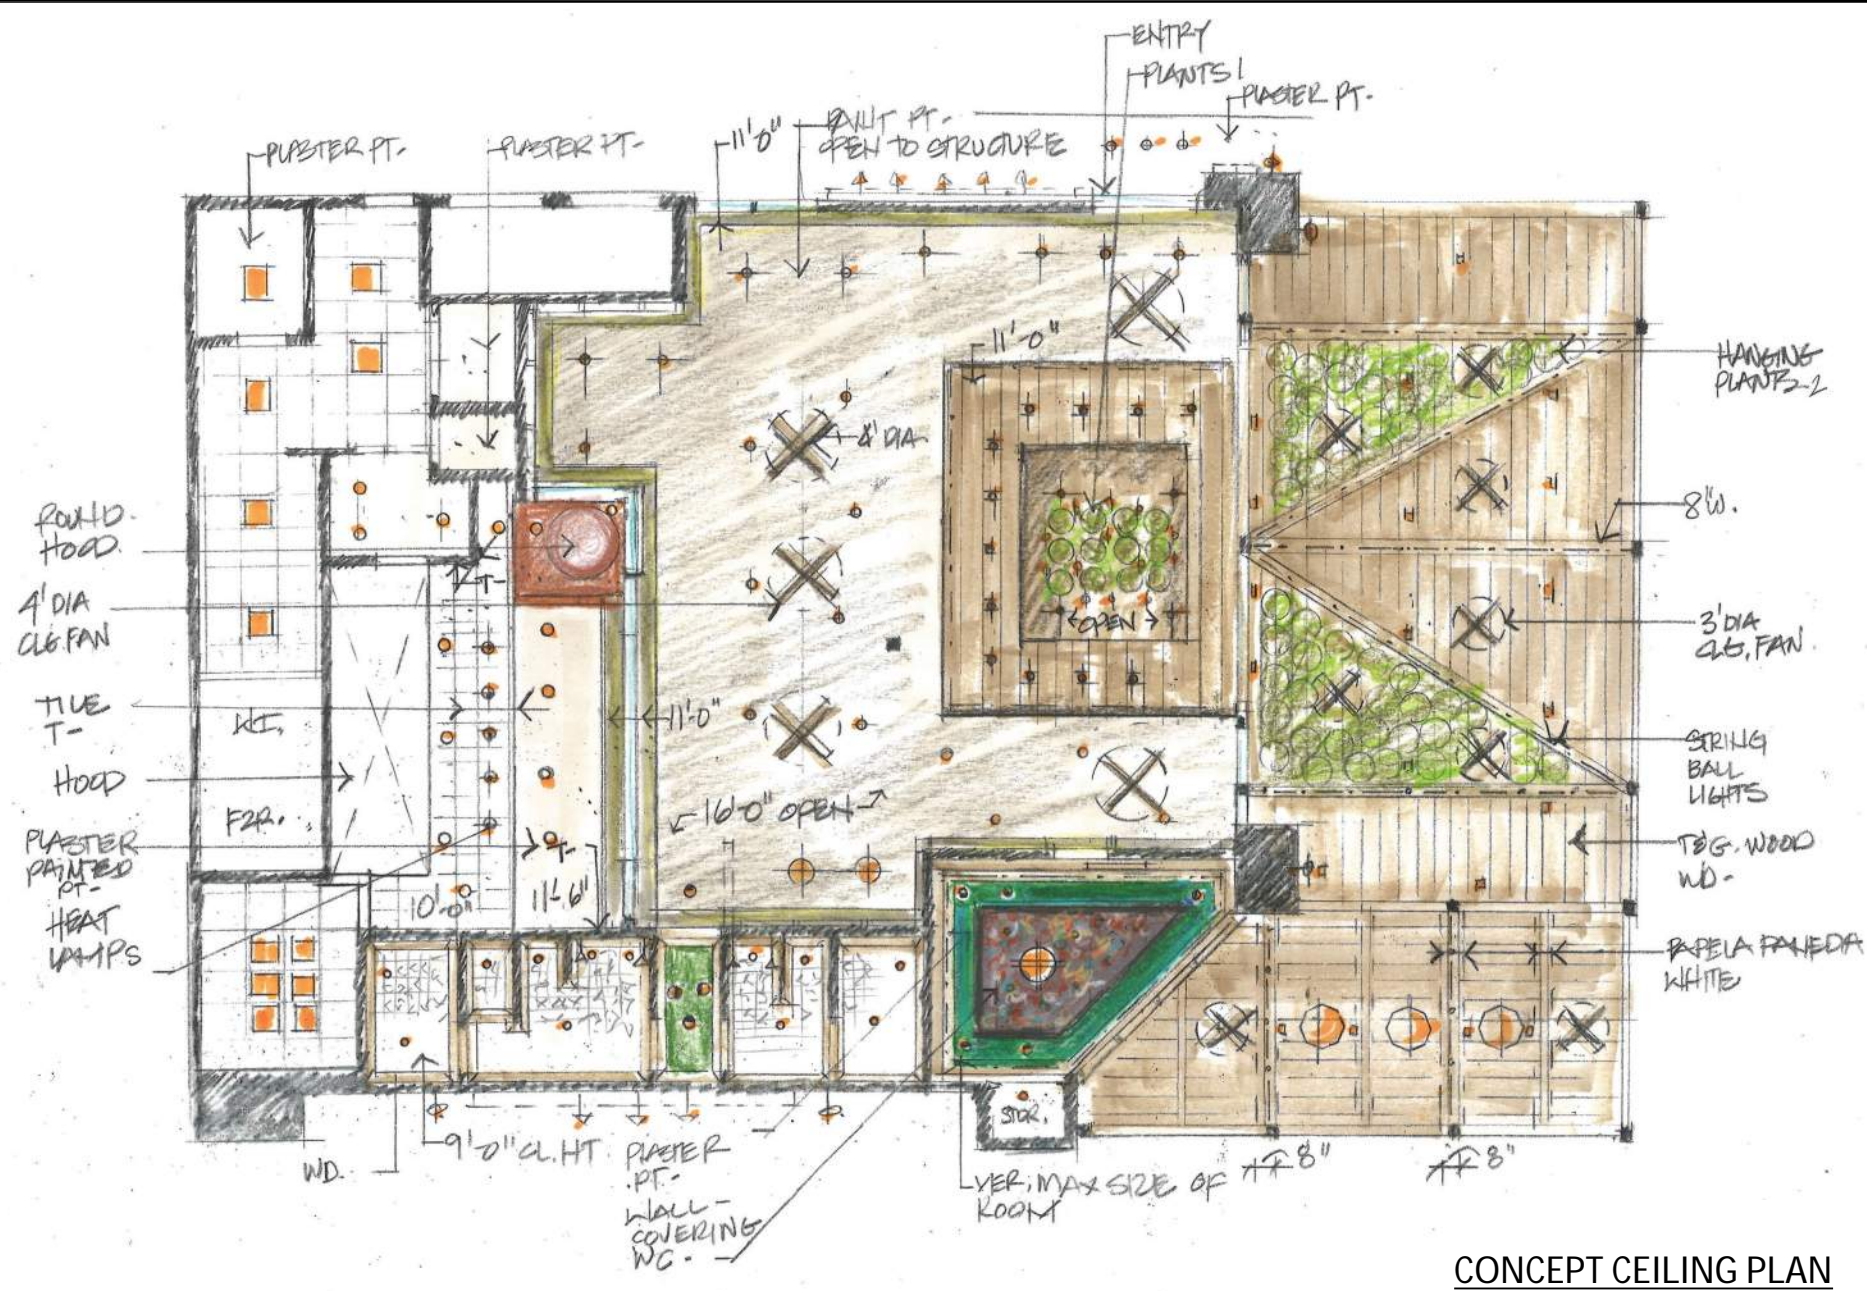 ENTRY
PLANTS 1
PLASTER PT-
PLASTER PT-
PLASTER PT-
11'-0"
PAINT PT-
OPEN TO STRUCTURE
11'-0"
HANGING
PLANTS-2
4' DIA
ROUND
HOOD
8" W.
4' DIA
CLG. FAN
OPEN
3' DIA
CLG. FAN
T-
TILE
T-
11'-0"
W.I.
STRING
BALL
LIGHTS
HOOD
16'-0" OPEN
FZR.
PLASTER
PAINTED
PT-
HEAT
LAMPS
T-
T&G. WOOD
WD-
10'-0"
11'-6"
WHITE
STOR.
WD.
9'-0" CL. HT
PLASTER
PT-
WALL-
COVERING
WC-
VER. MAX SIZE OF
ROOM
8"
8"
CONCEPT CEILING PLAN